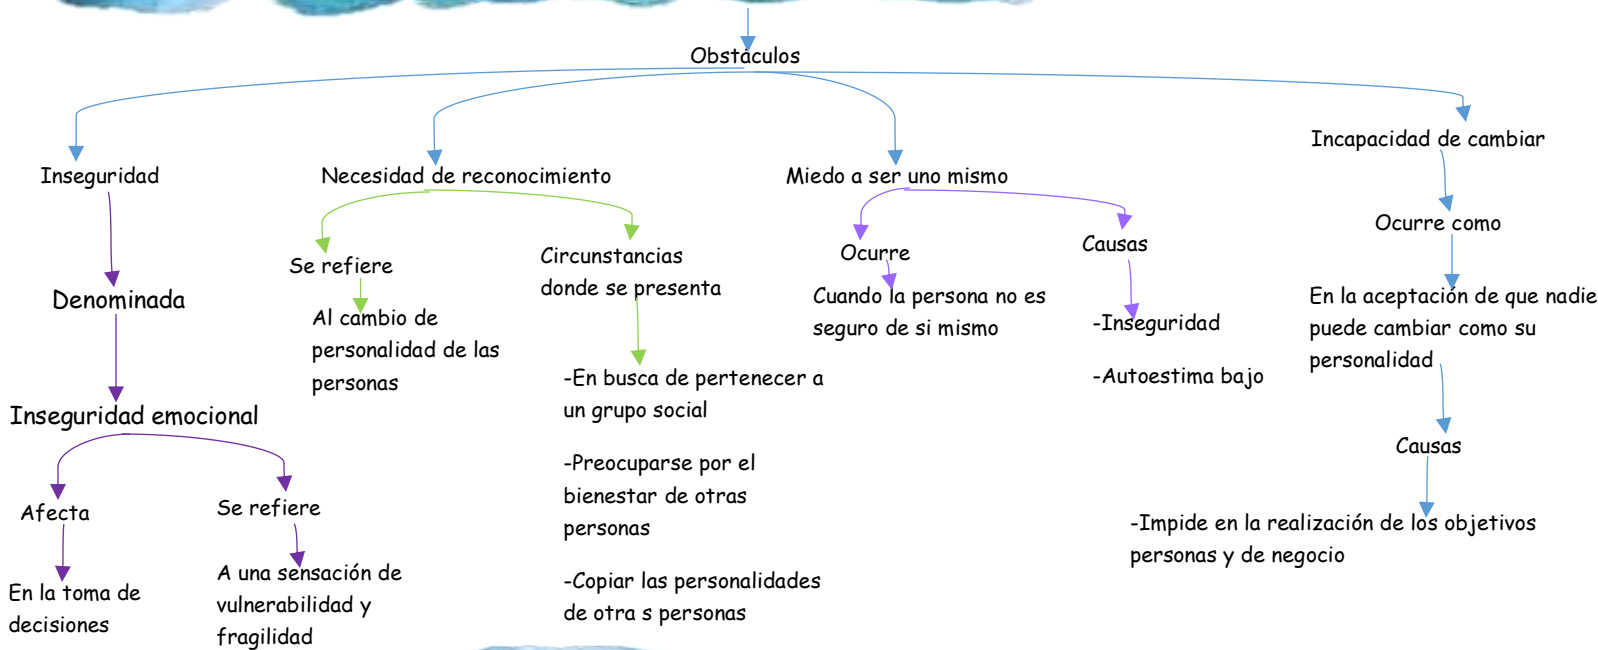 Obstáculos
Inseguridad
Denominada
Inseguridad emocional
Afecta
En la toma de
decisiones
Se refiere
A una sensación de
vulnerabilidad y
fragilidad
Necesidad de reconocimiento
Se refiere
Al cambio de
personalidad de las
personas
Circunstancias
donde se presenta
-En busca de pertenecer a
un grupo social
-Preocuparse por el
bienestar de otras
personas
-Copiar las personalidades
de otra s personas
Miedo a ser uno mismo
Ocurre
Cuando la persona no es
seguro de si mismo
Causas
-Inseguridad
-Autoestima bajo
Incapacidad de cambiar
Ocurre como
En la aceptación de que nadie
puede cambiar como su
personalidad
Causas
-Impide en la realización de los objetivos
personas y de negocio